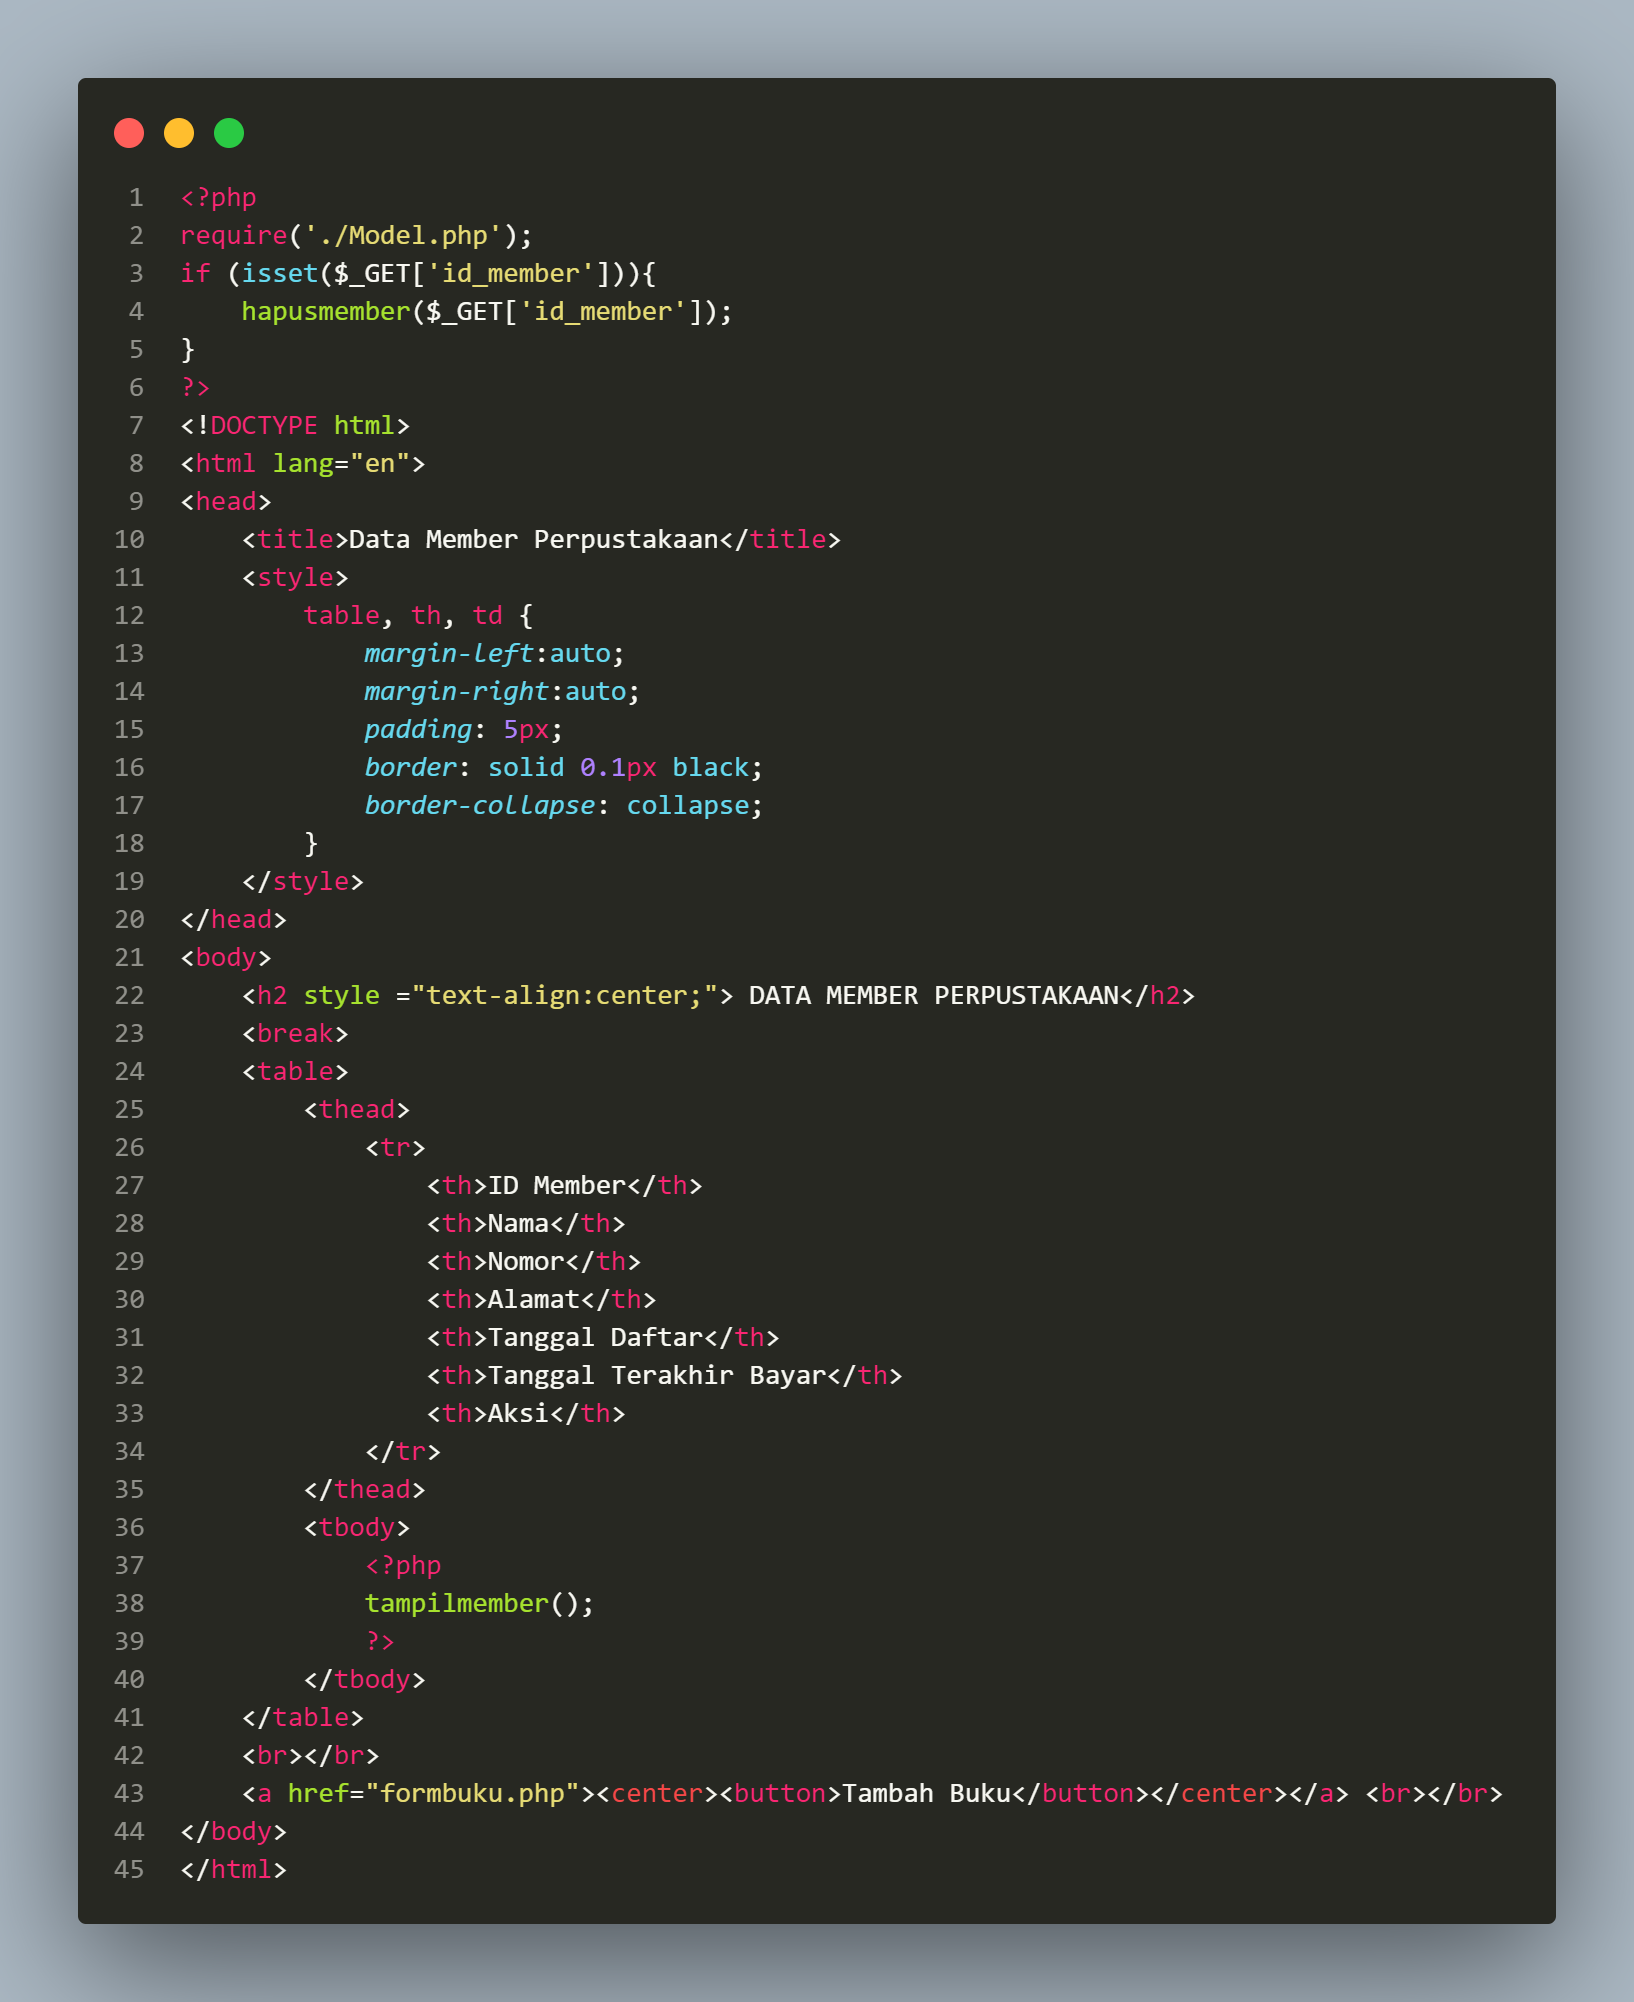 1 <?php
2 require('./Model.php');
3 if (isset($_GET['id_member'])){
4     hapusmember($_GET['id_member']);
5 }
6 ?>
7 <!DOCTYPE html>
8 <html lang="en">
9 <head>
10     <title>Data Member Perpustakaan</title>
11     <style>
12         table, th, td {
13             margin-left:auto;
14             margin-right:auto;
15             padding: 5px;
16             border: solid 0.1px black;
17             border-collapse: collapse;
18         }
19     </style>
20 </head>
21 <body>
22     <h2 style ="text-align:center;"> DATA MEMBER PERPUSTAKAAN</h2>
23     <break>
24     <table>
25         <thead>
26             <tr>
27                 <th>ID Member</th>
28                 <th>Nama</th>
29                 <th>Nomor</th>
30                 <th>Alamat</th>
31                 <th>Tanggal Daftar</th>
32                 <th>Tanggal Terakhir Bayar</th>
33                 <th>Aksi</th>
34             </tr>
35         </thead>
36         <tbody>
37             <?php
38             tampilmember();
39             ?>
40         </tbody>
41     </table>
42     <br></br>
43     <a href="formbuku.php"><center><button>Tambah Buku</button></center></a> <br></br>
44 </body>
45 </html>